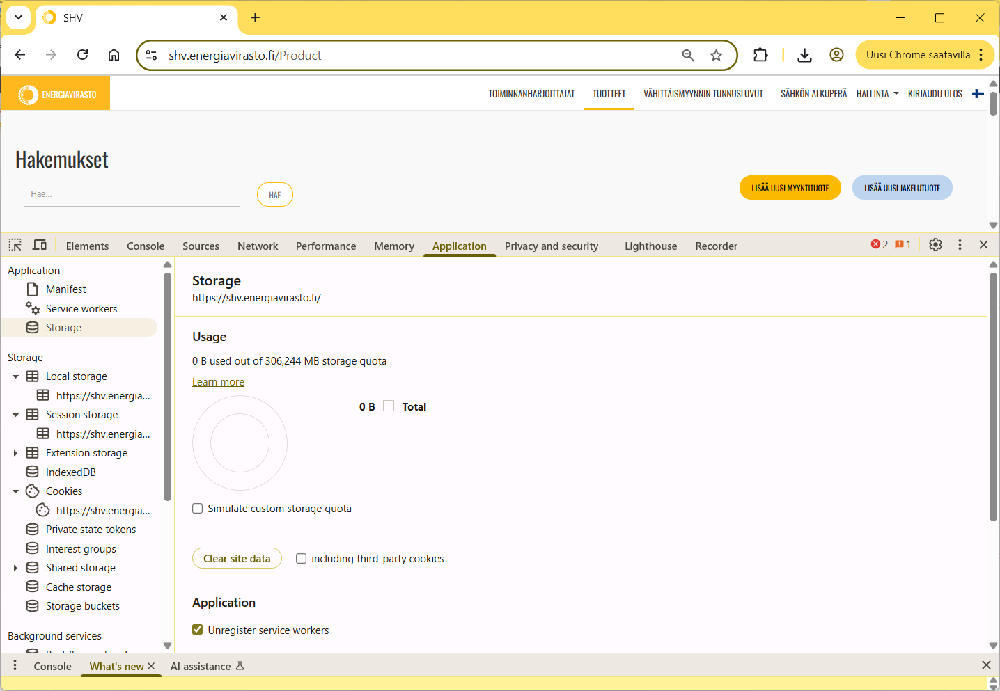 SHV
shv.energiavirasto.fi/Product
Uusi Chrome saatavilla
ENERGIAVIRASTO
TOIMINNANHARJOITTAJAT TUOTTEET VÄHITTÄISMYYNNIN TUNNUSLUVUT SÄHKÖN ALKUPERÄ HALLINTA KIRJAUDU ULOS
Hakemukset
Hae...
HAE
LISÄÄ UUSI MYYNTITUOTE
LISÄÄ UUSI JAKELUTUOTE
Elements Console Sources Network Performance Memory Application Privacy and security Lighthouse Recorder 2 1
Application
Manifest
Service workers
Storage
Storage
Local storage
https://shv.energia...
Session storage
https://shv.energia...
Extension storage
IndexedDB
Cookies
https://shv.energia...
Private state tokens
Interest groups
Shared storage
Cache storage
Storage buckets
Background services
Storage
https://shv.energiavirasto.fi/
Usage
0 B used out of 306,244 MB storage quota
Learn more
0 B Total
Simulate custom storage quota
Clear site data including third-party cookies
Application
Unregister service workers
Console What's new AI assistance